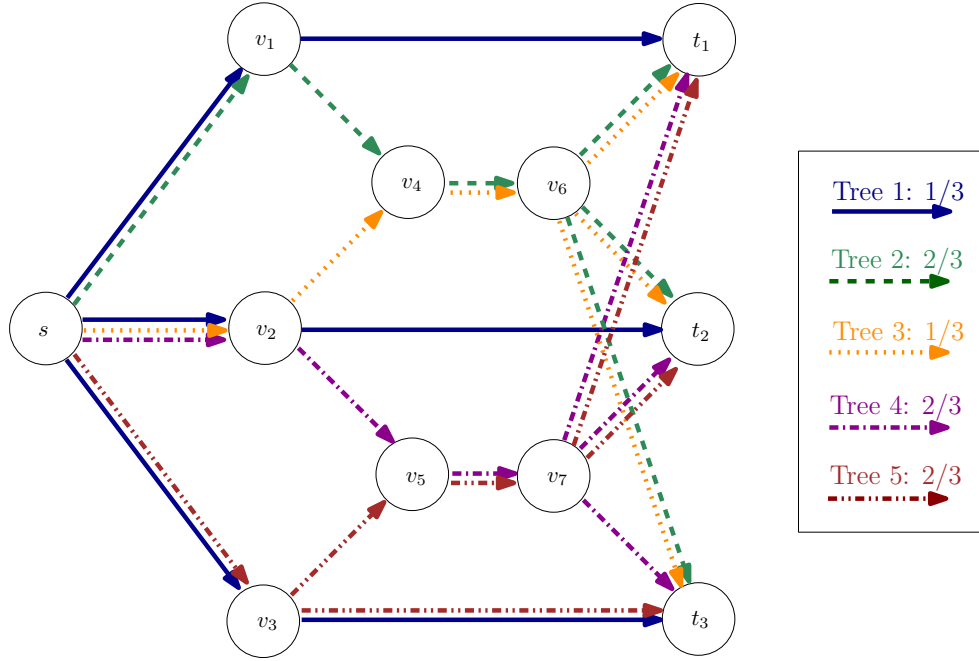 v1
t1
v4
v6
Tree 1: 1/3
Tree 2: 2/3
s
v2
t2
Tree 3: 1/3
Tree 4: 2/3
v5
v7
Tree 5: 2/3
v3
t3